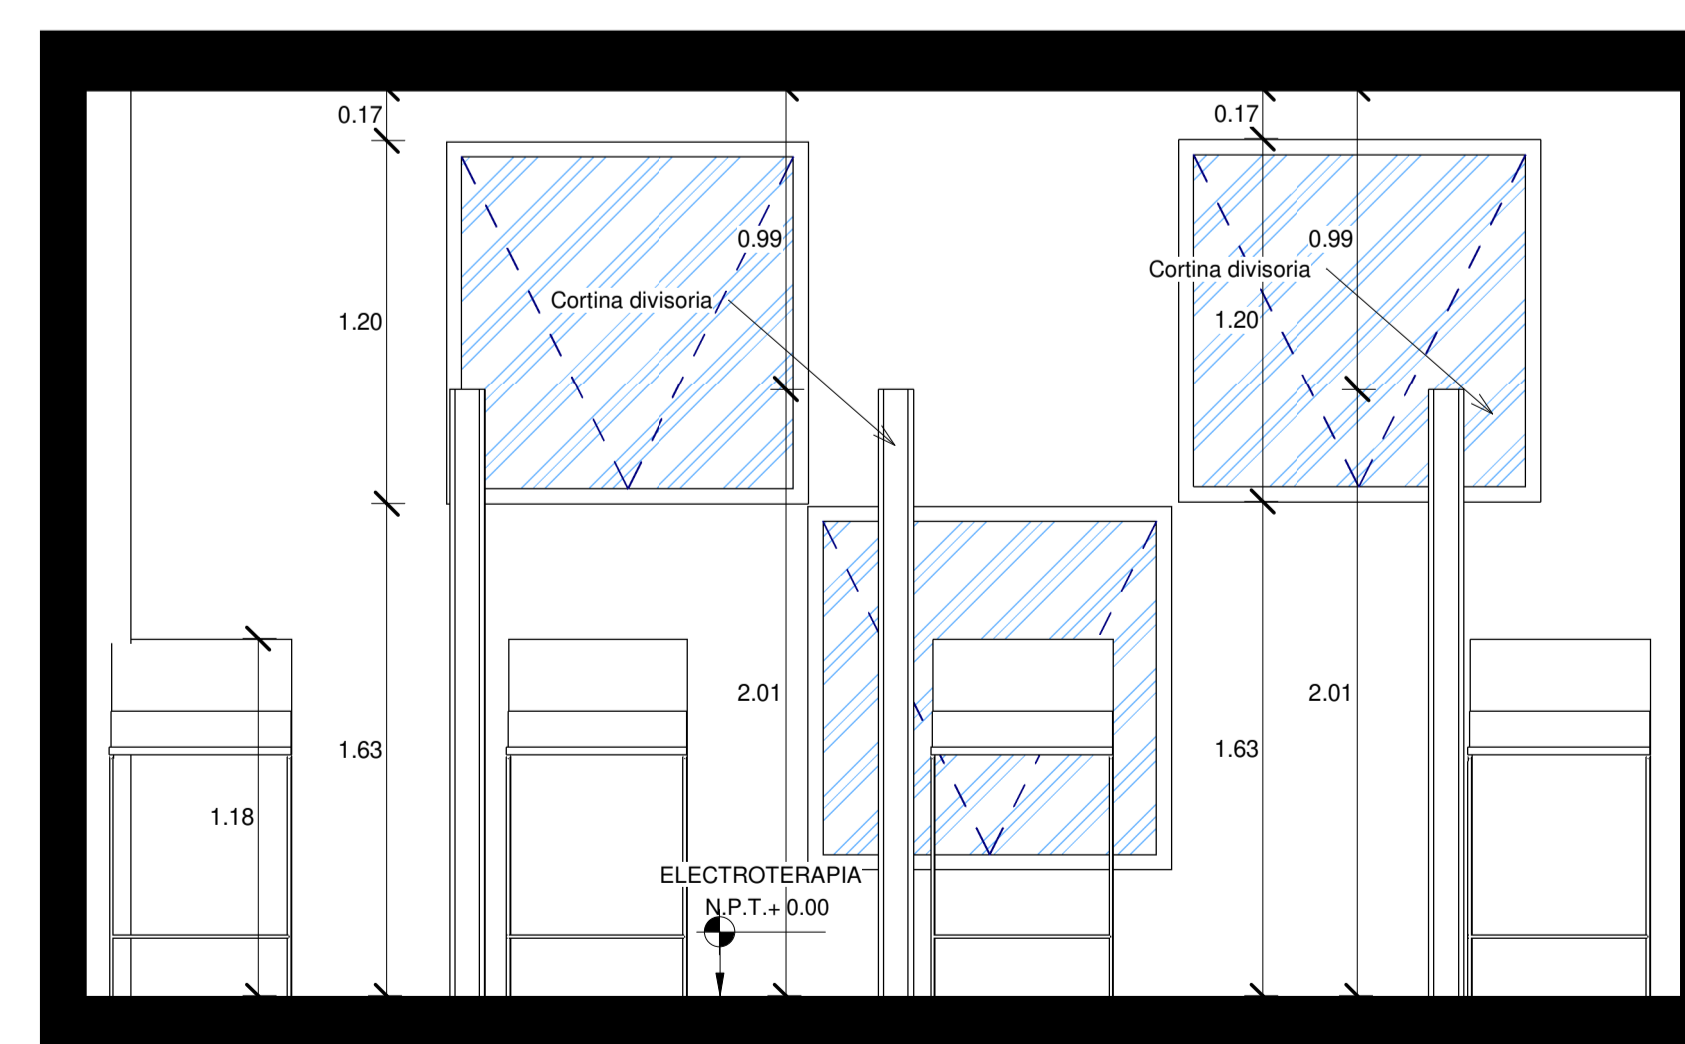 0.17
0.17
0.99
0.99
Cortina divisoria
Cortina divisoria
1.20
1.20
2.01
2.01
1.63
1.63
1.18
ELECTROTERAPIA
N.P.T.+ 0.00